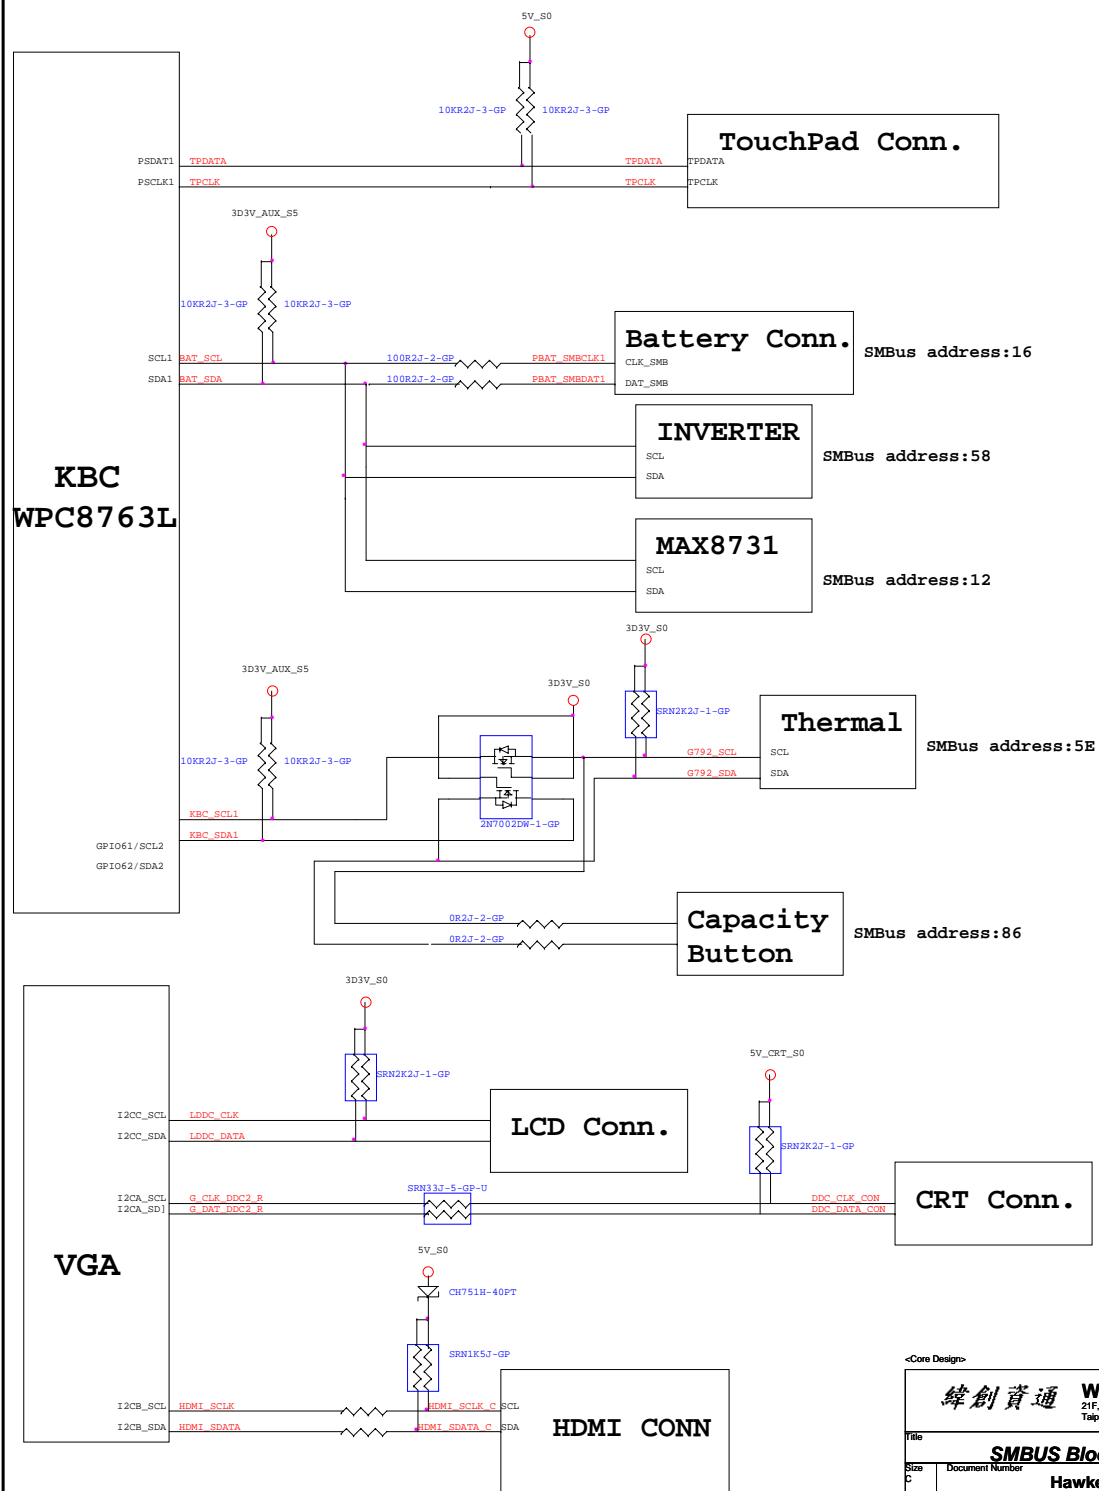 5V_S0
10KR2J-3-GP 10KR2J-3-GP
TouchPad Conn.
PSDAT1 TPDATA TPDATA TPDATA
PSCLK1 TPCLK TPCLK TPCLK
3D3V_AUX_S5
10KR2J-3-GP 10KR2J-3-GP
Battery Conn.
SMBus address:16
SCL1 BAT_SCL 100R2J-2-GP PBAT_SMBCLK1 CLK_SMB
SDA1 BAT_SDA 100R2J-2-GP PBAT_SMBDAT1 DAT_SMB
INVERTER
SCL
SDA
SMBus address:58
KBC
WPC8763L
MAX8731
SCL
SDA
SMBus address:12
3D3V_S0
3D3V_AUX_S5
3D3V_S0
SRN2K2J-1-GP
Thermal
SMBus address:5E
G792_SCL SCL
G792_SDA SDA
10KR2J-3-GP 10KR2J-3-GP
2N7002DW-1-GP
KBC_SCL1
KBC_SDA1
GPIO61/SCL2
GPIO62/SDA2
0R2J-2-GP
0R2J-2-GP
Capacity
Button
SMBus address:86
3D3V_S0
SRN2K2J-1-GP
5V_CRT_S0
SRN2K2J-1-GP
I2CC_SCL LDDC_CLK
I2CC_SDA LDDC_DATA
LCD Conn.
SRN33J-5-GP-U
I2CA_SCL G_CLK_DDC2_R DDC_CLK_CON
I2CA_SD] G_DAT_DDC2_R DDC_DATA_CON
CRT Conn.
VGA
5V_S0
CH751H-40PT
SRN1K5J-GP
I2CB_SCL HDMI_SCLK HDMI_SCLK_C SCL
I2CB_SDA HDMI_SDATA HDMI_SDATA_C SDA
HDMI CONN
<Core Design>
緯創資通 W
21F,
Taip
Title
SMBUS Bloc
Size Document Number
C
Hawke